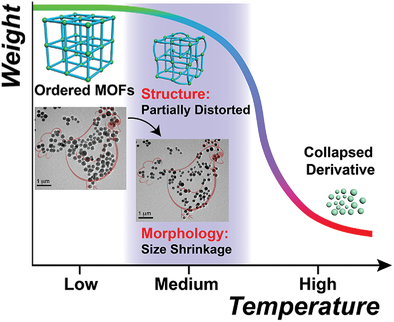 Weight
Ordered MOFs
Structure:
Partially Distorted
1 μm
1 μm
Morphology:
Size Shrinkage
Collapsed
Derivative
Low
Medium
High
Temperature